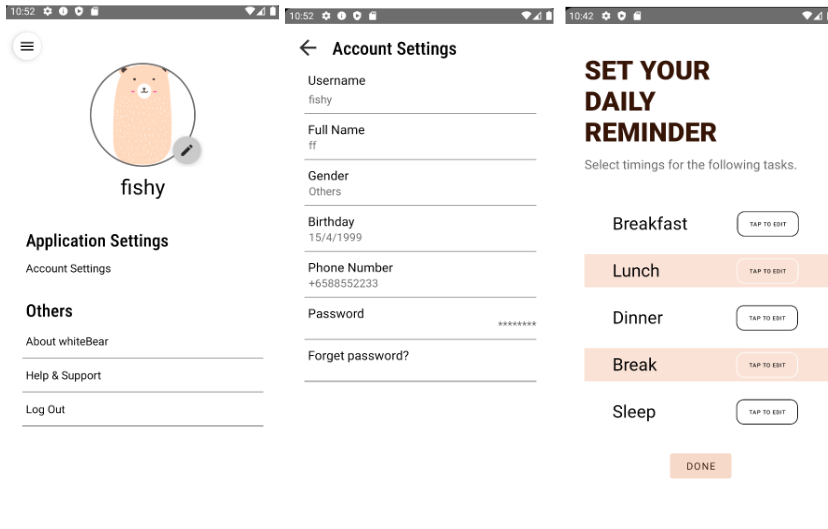 10:52
fishy
Application Settings
Account Settings
Others
About whiteBear
Help & Support
Log Out
10:52
Account Settings
Username
fishy
Full Name
ff
Gender
Others
Birthday
15/4/1999
Phone Number
+6588552233
Password
********
Forget password?
10:42
SET YOUR
DAILY
REMINDER
Select timings for the following tasks.
Breakfast TAP TO EDIT
Lunch TAP TO EDIT
Dinner TAP TO EDIT
Break TAP TO EDIT
Sleep TAP TO EDIT
DONE